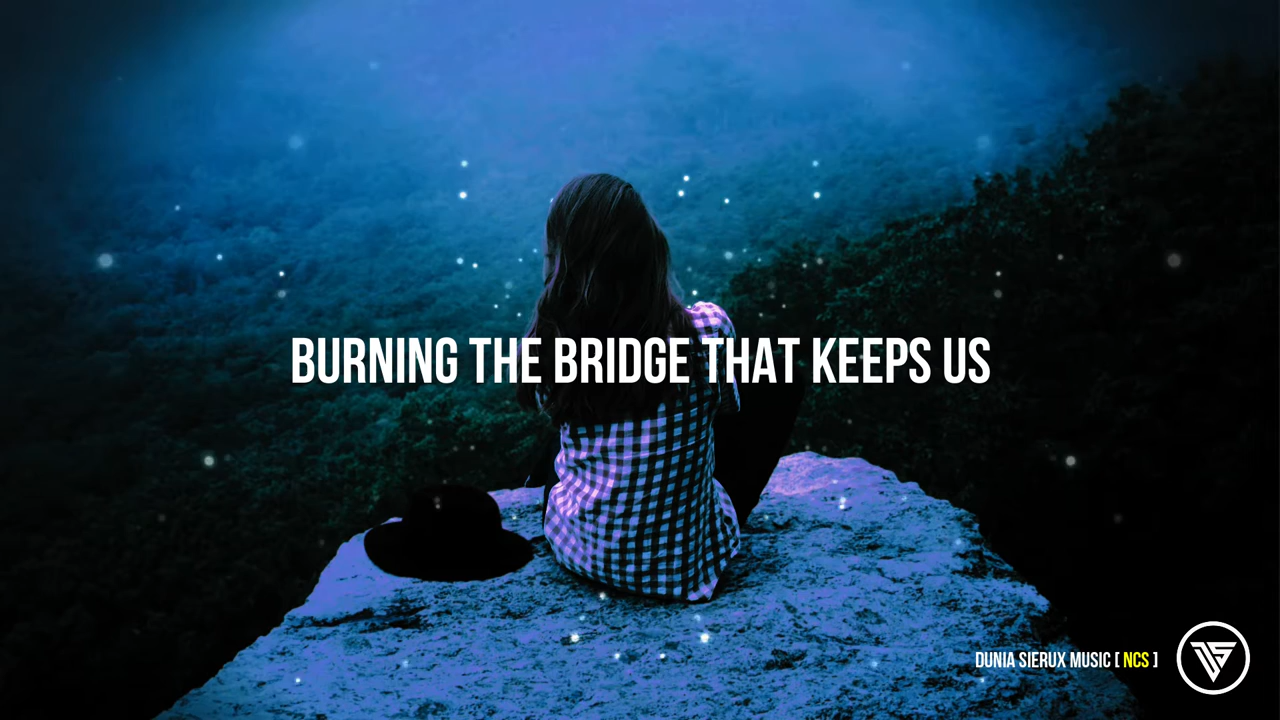 BURNING THE BRIDGE THAT KEEPS US
DUNIA SIERUX MUSIC [ NCS ]